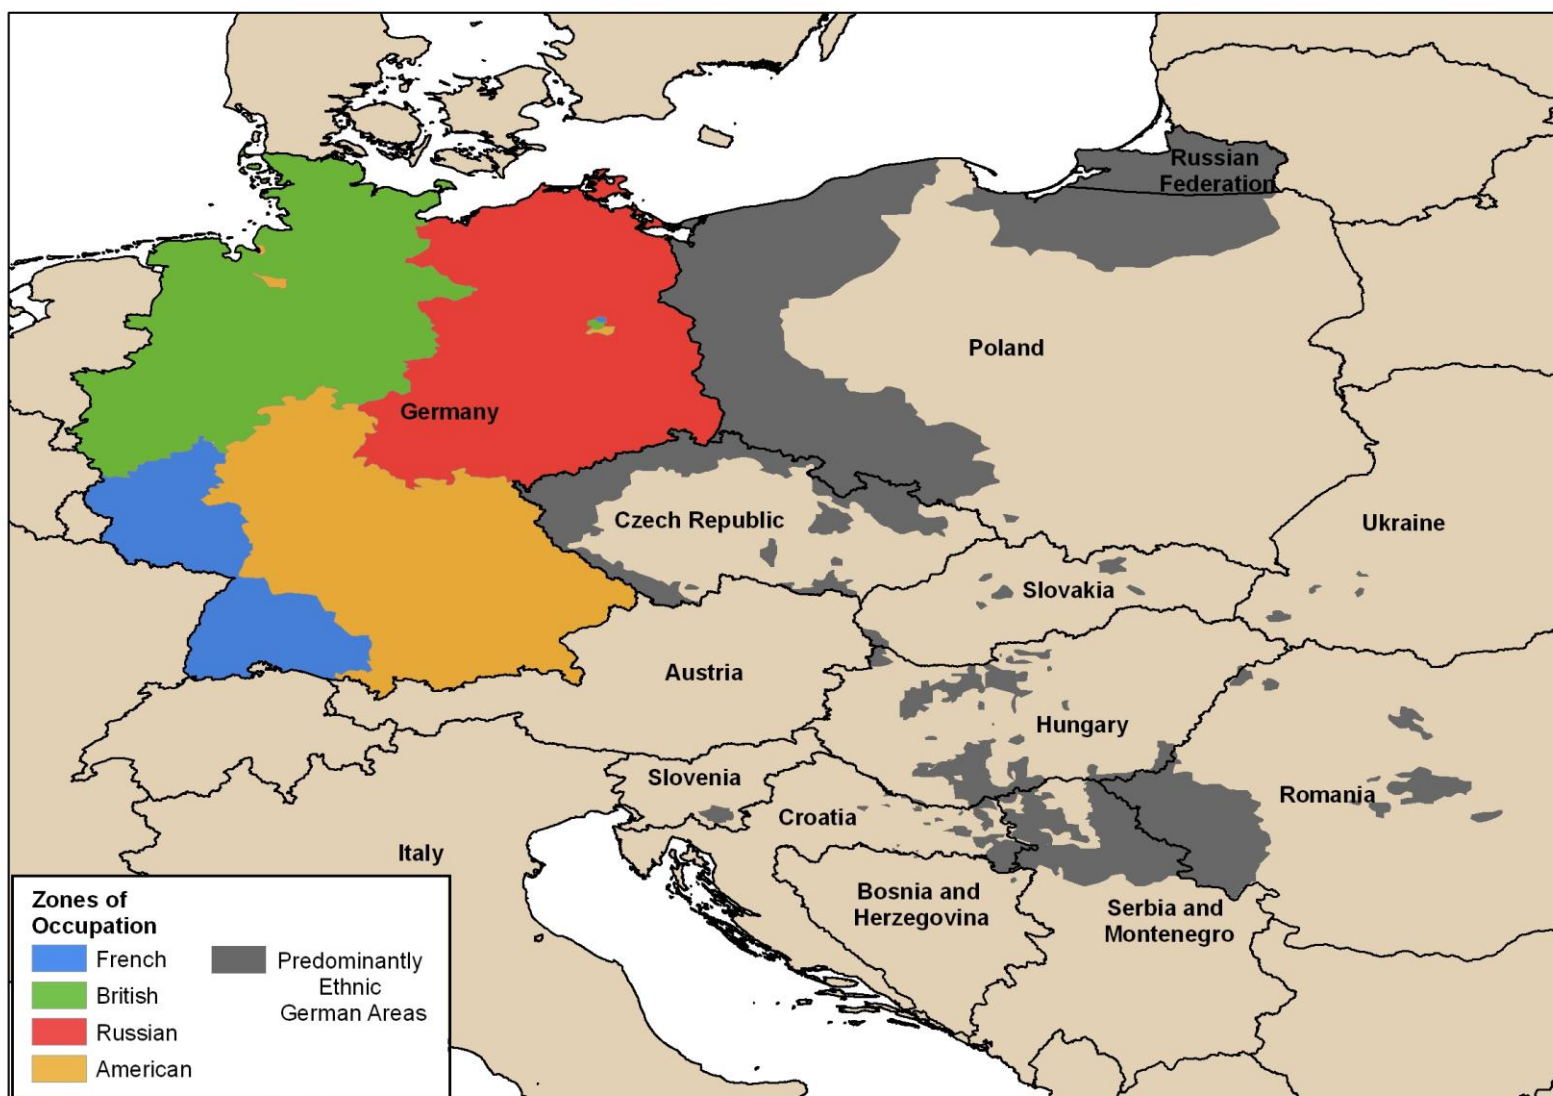 Russian
Federation
Poland
Germany
Czech Republic
Ukraine
Slovakia
Austria
Hungary
Slovenia
Romania
Croatia
Italy
Bosnia and
Herzegovina
Serbia and
Montenegro
Zones of
Occupation
French
British
Russian
American
Predominantly
Ethnic
German Areas